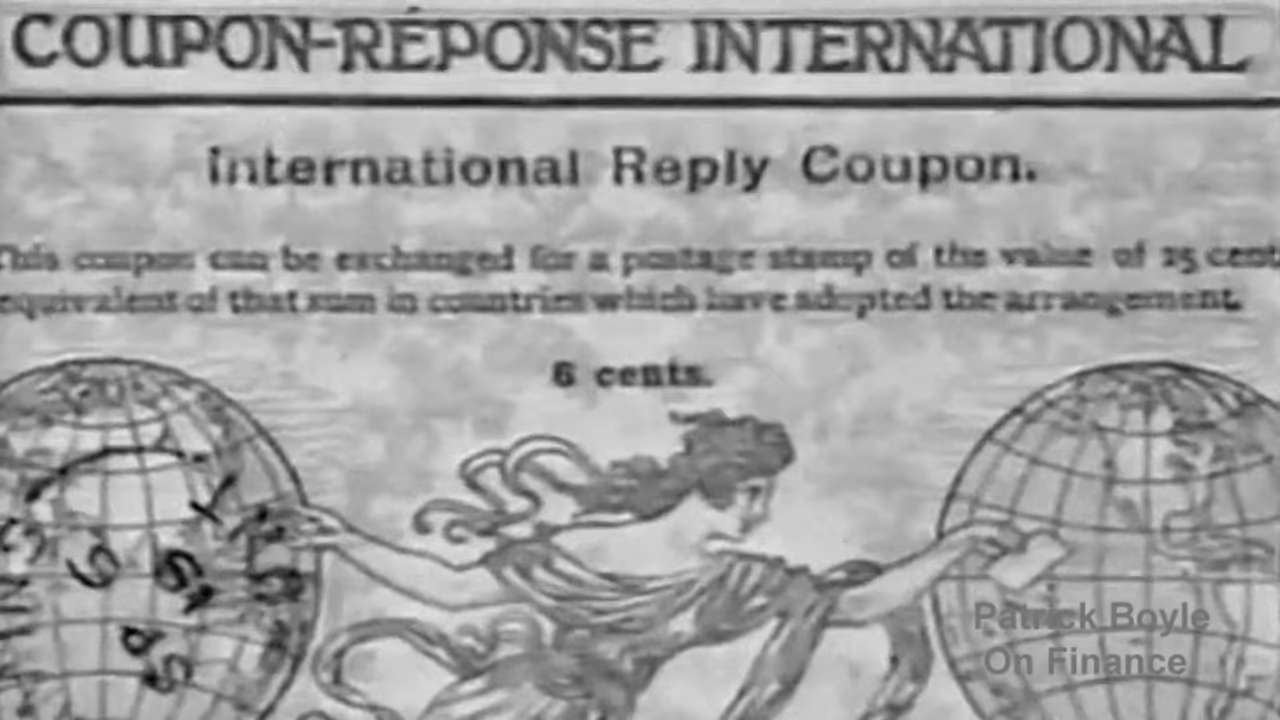 COUPON-RÉPONSE INTERNATIONAL
International Reply Coupon.
This coupon can be exchanged for a postage stamp of the value of 25 cent
equivalent of that sum in countries which have adopted the arrangement.
6 cents.
Patrick Boyle
On Finance